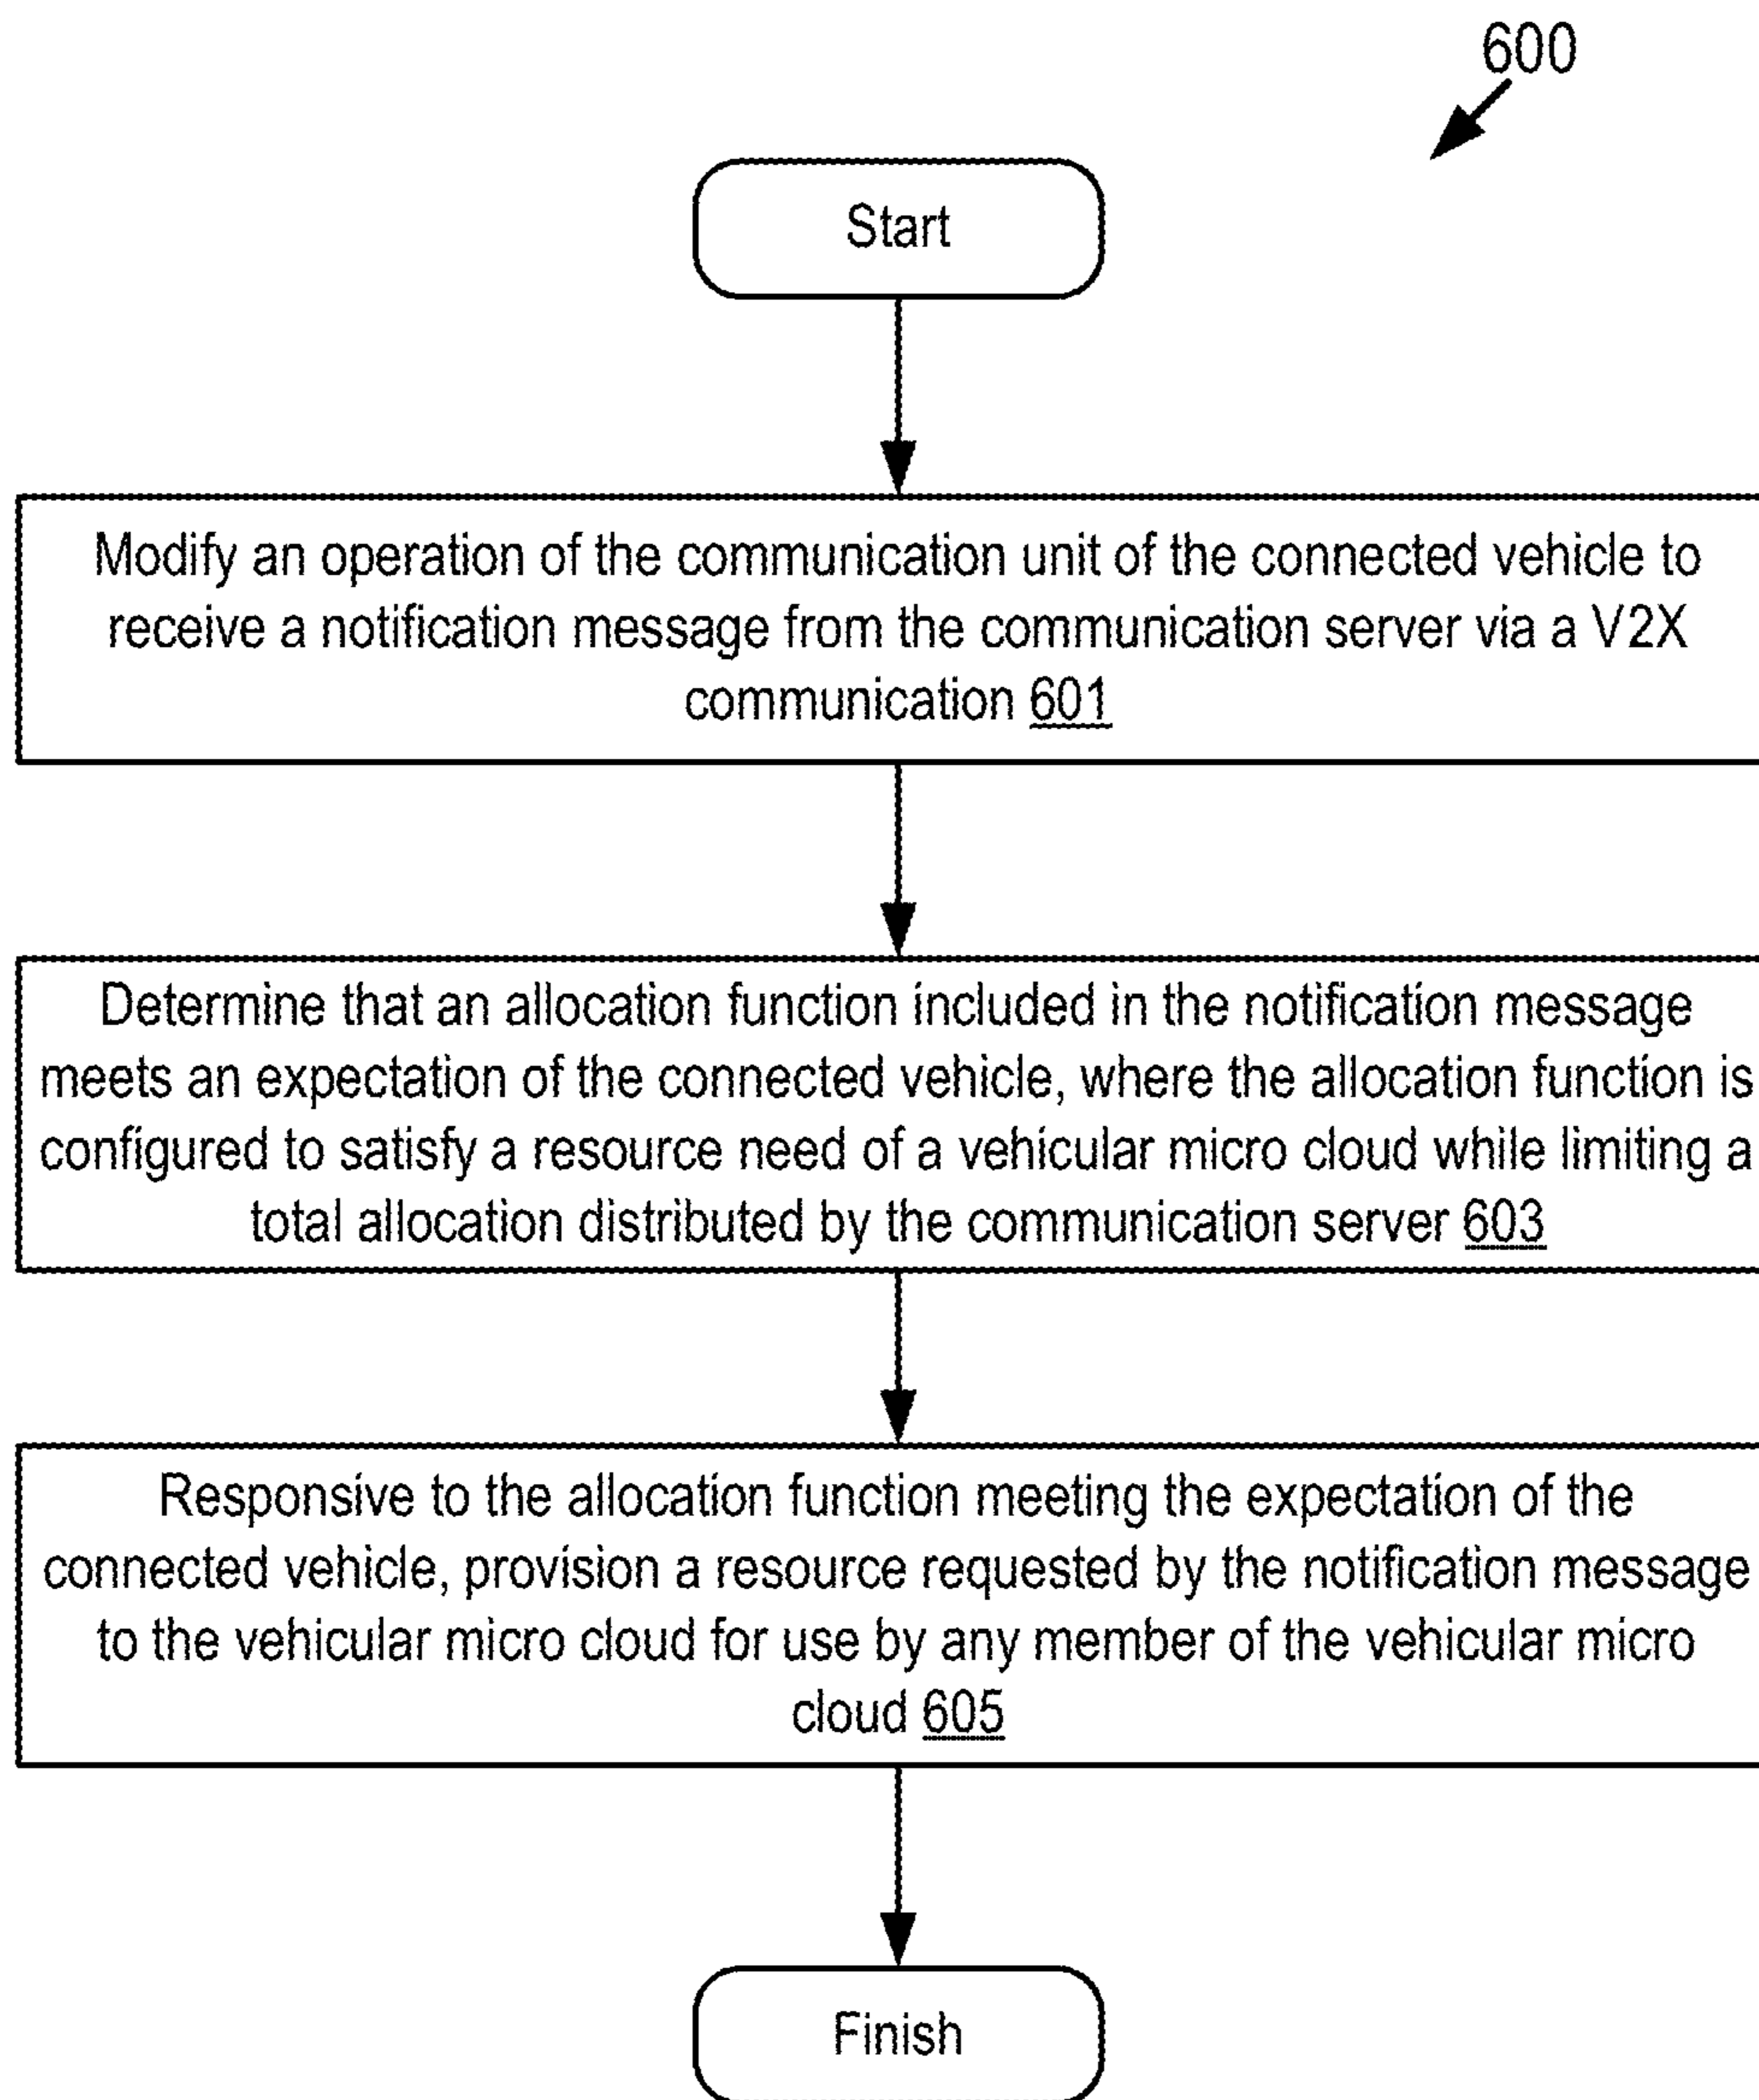 600
Start
Modify an operation of the communication unit of the connected vehicle to
receive a notification message from the communication server via a V2X
communication 601
Determine that an allocation function included in the notification message
meets an expectation of the connected vehicle, where the allocation function is
configured to satisfy a resource need of a vehicular micro cloud while limiting a
total allocation distributed by the communication server 603
Responsive to the allocation function meeting the expectation of the
connected vehicle, provision a resource requested by the notification message
to the vehicular micro cloud for use by any member of the vehicular micro
cloud 605
Finish